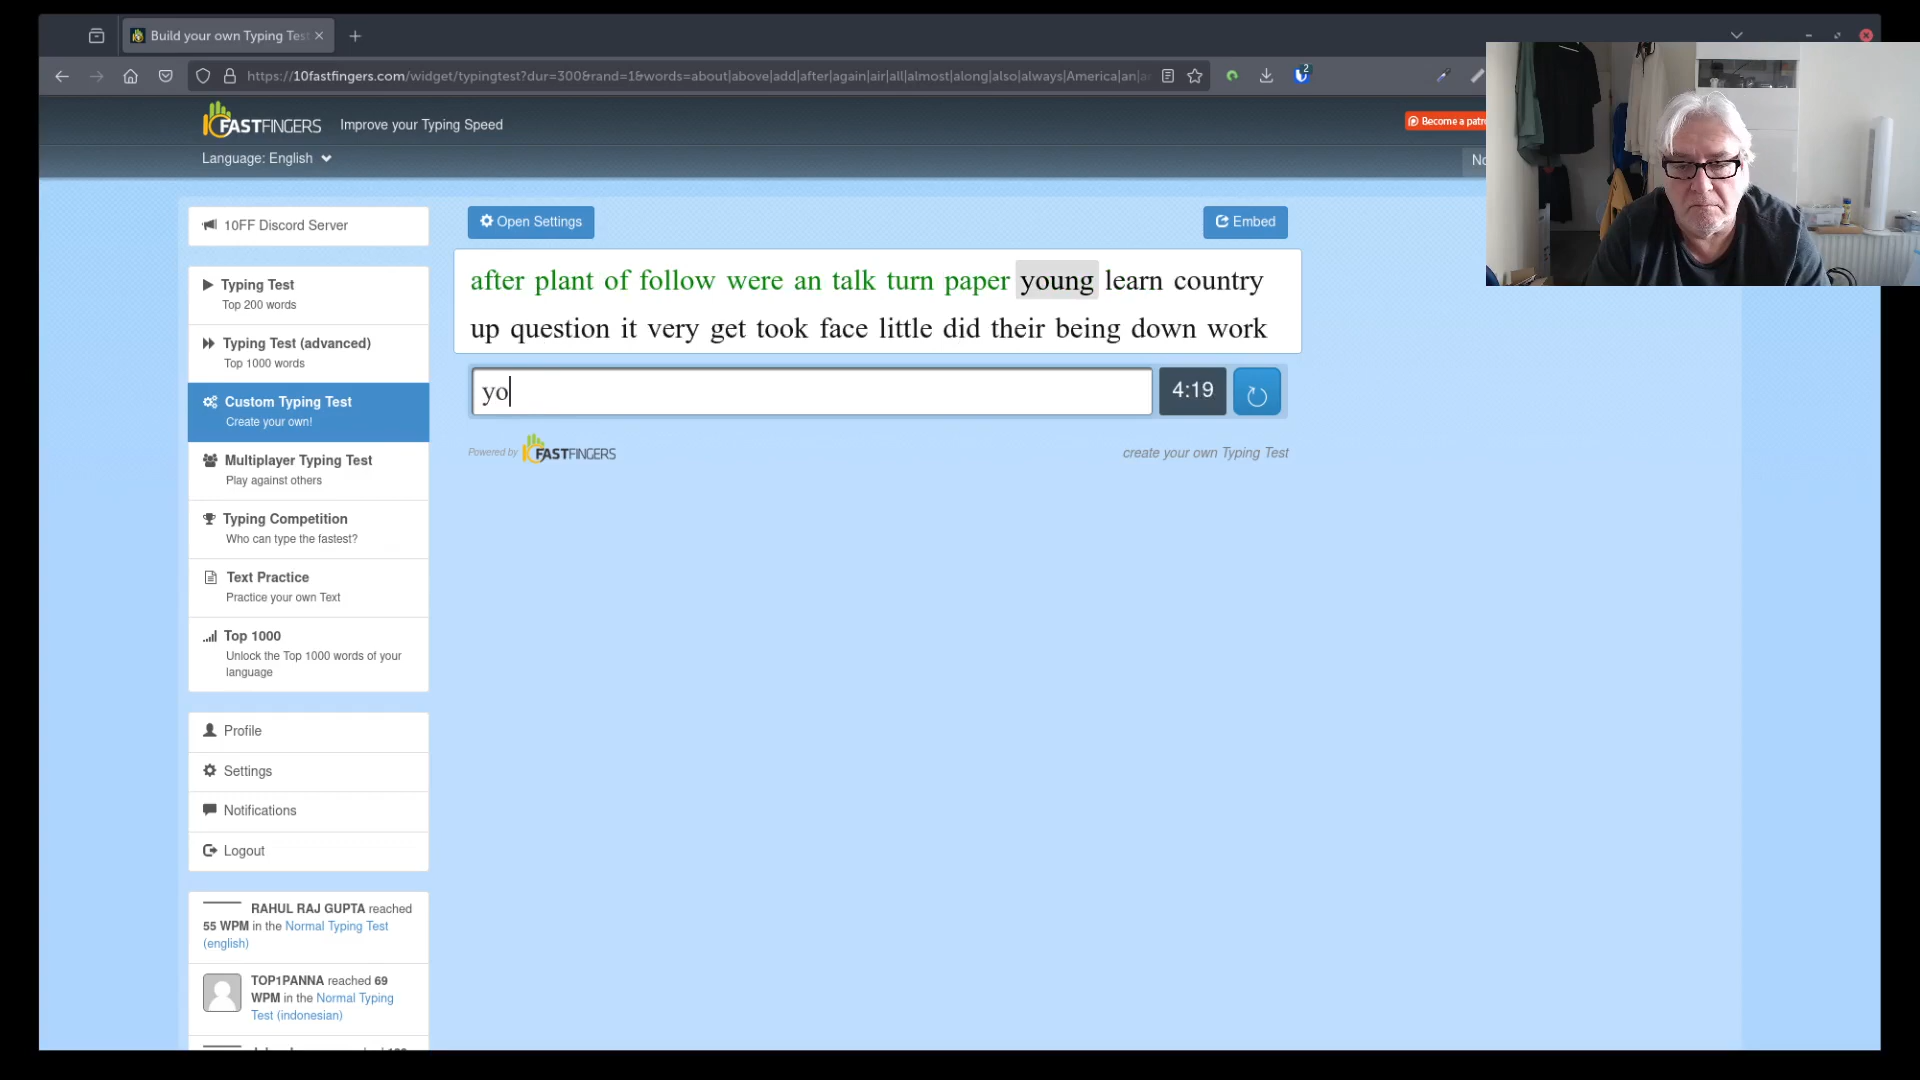 Build your own Typing Tes
https://10fastfingers.com/widget/typingtest?dur=300&rand=1&words=about|above|add|after|again|air|all|almost|along|also|always|America|an|a
2
FASTFINGERS
Improve your Typing Speed
Become a patr
Language: English
No
10FF Discord Server
Open Settings
Embed
Typing Test
Top 200 words
Typing Test (advanced)
Top 1000 words
Custom Typing Test
Create your own!
Multiplayer Typing Test
Play against others
Typing Competition
Who can type the fastest?
Text Practice
Practice your own Text
Top 1000
Unlock the Top 1000 words of your
language
Profile
Settings
Notifications
Logout
RAHUL RAJ GUPTA reached
55 WPM in the Normal Typing Test
(english)
TOP1PANNA reached 69
WPM in the Normal Typing
Test (indonesian)
after plant of follow were an talk turn paper young learn country
up question it very get took face little did their being down work
yo
4:19
Powered by FASTFINGERS
create your own Typing Test